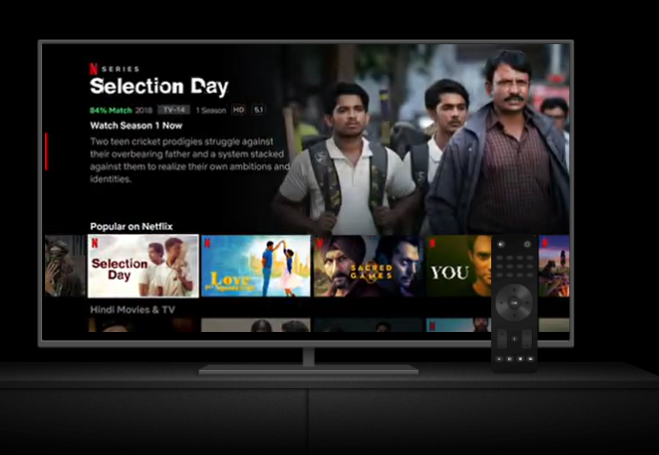 N SERIES
Selection Day
84% Match 2018 TV-14 1 Season HD 5.1
Watch Season 1 Now
Two teen cricket prodigies struggle against
their overbearing father and a system stacked
against them to realize their own ambitions and
identities.
Popular on Netflix
N
Selection
Day
N
Love
N
SACRED
GAMES
N
YOU
N
Hindi Movies & TV
N